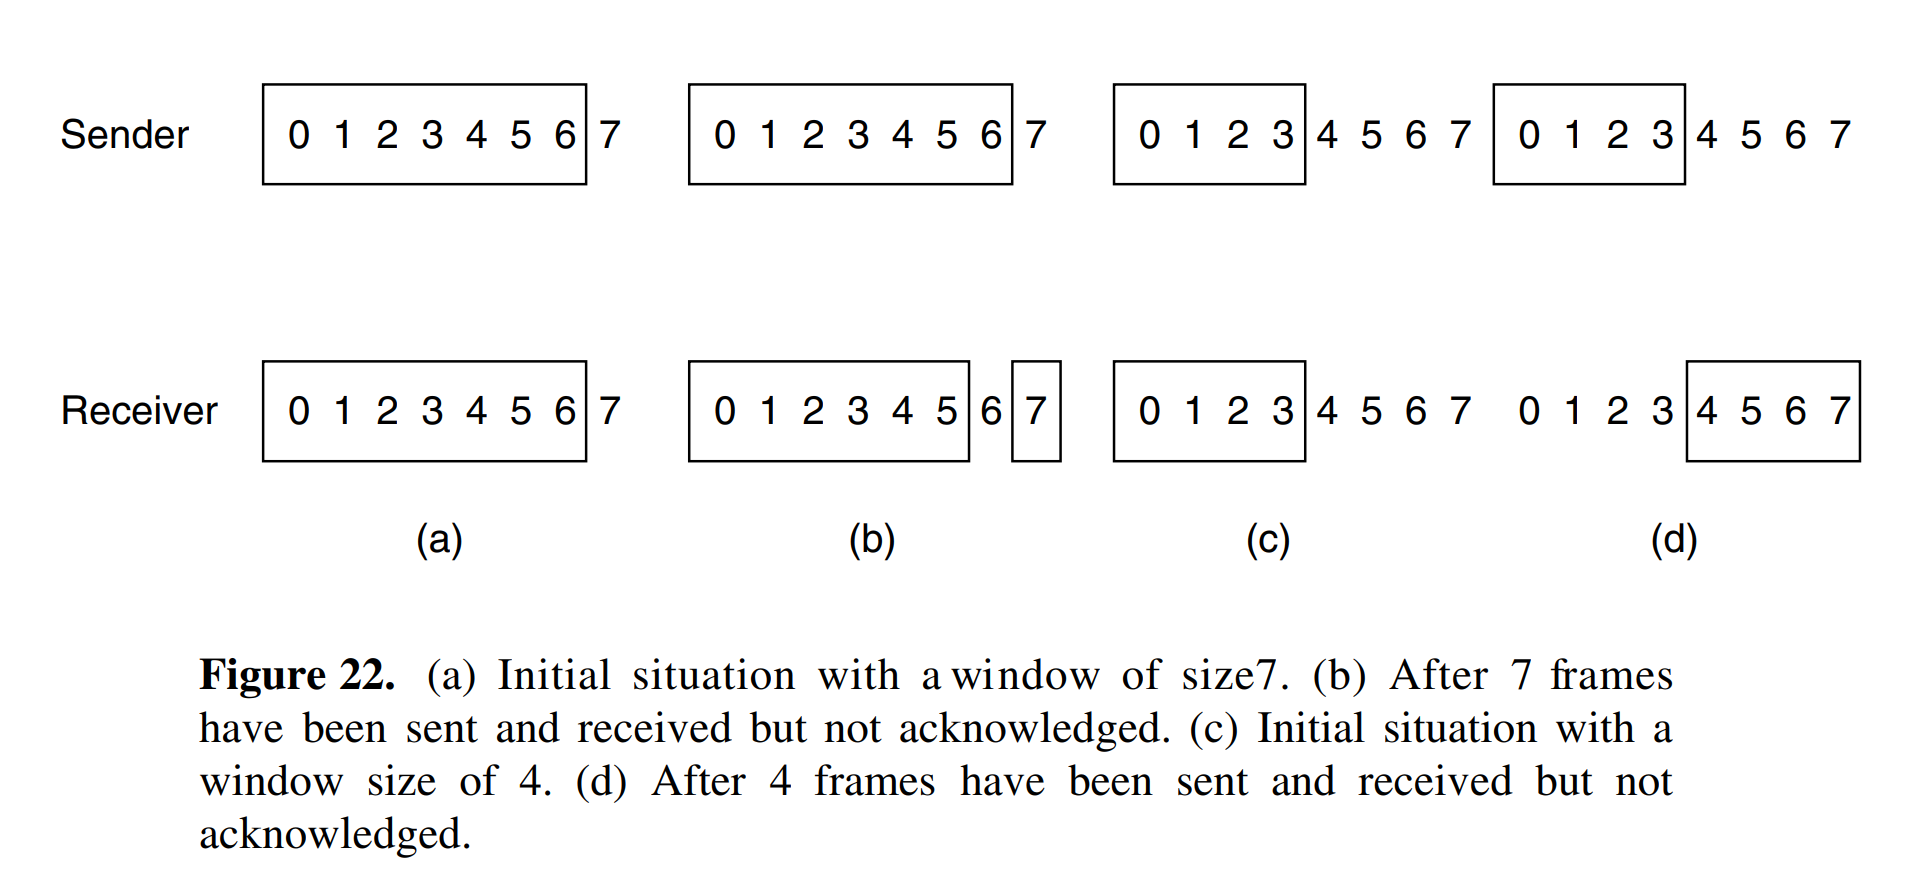 Sender 0 1 2 3 4 5 6 7 0 1 2 3 4 5 6 7 0 1 2 3 4 5 6 7 0 1 2 3 4 5 6 7
Receiver 0 1 2 3 4 5 6 7 0 1 2 3 4 5 6 7 0 1 2 3 4 5 6 7 0 1 2 3 4 5 6 7
(a) (b) (c) (d)
Figure 22. (a) Initial situation with a window of size7. (b) After 7 frames
have been sent and received but not acknowledged. (c) Initial situation with a
window size of 4. (d) After 4 frames have been sent and received but not
acknowledged.